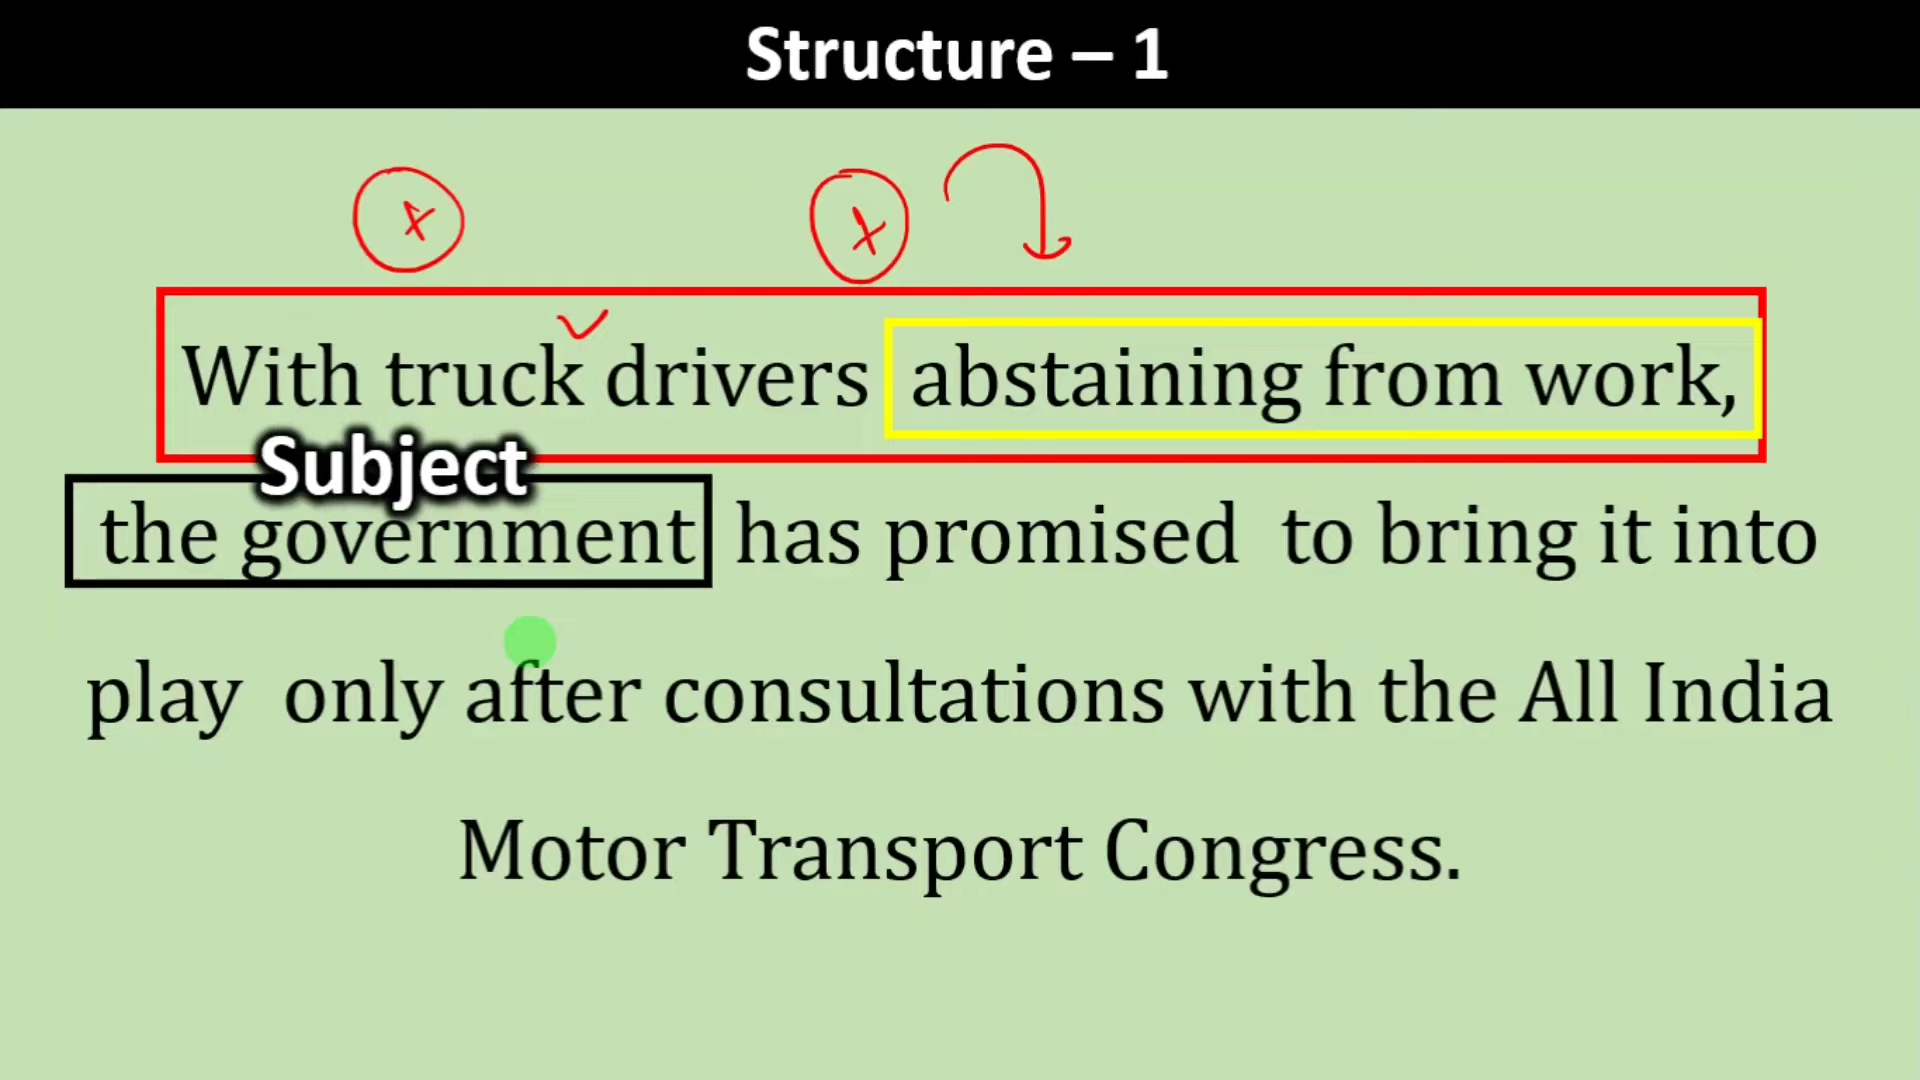 Structure – 1
With truck drivers abstaining from work,
Subject
the government has promised to bring it into
play only after consultations with the All India
Motor Transport Congress.